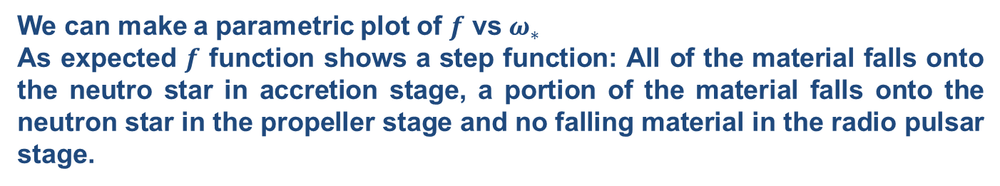 We can make a parametric plot of 𝒇 vs 𝝎∗
As expected 𝒇 function shows a step function: All of the material falls onto
the neutro star in accretion stage, a portion of the material falls onto the
neutron star in the propeller stage and no falling material in the radio pulsar
stage.